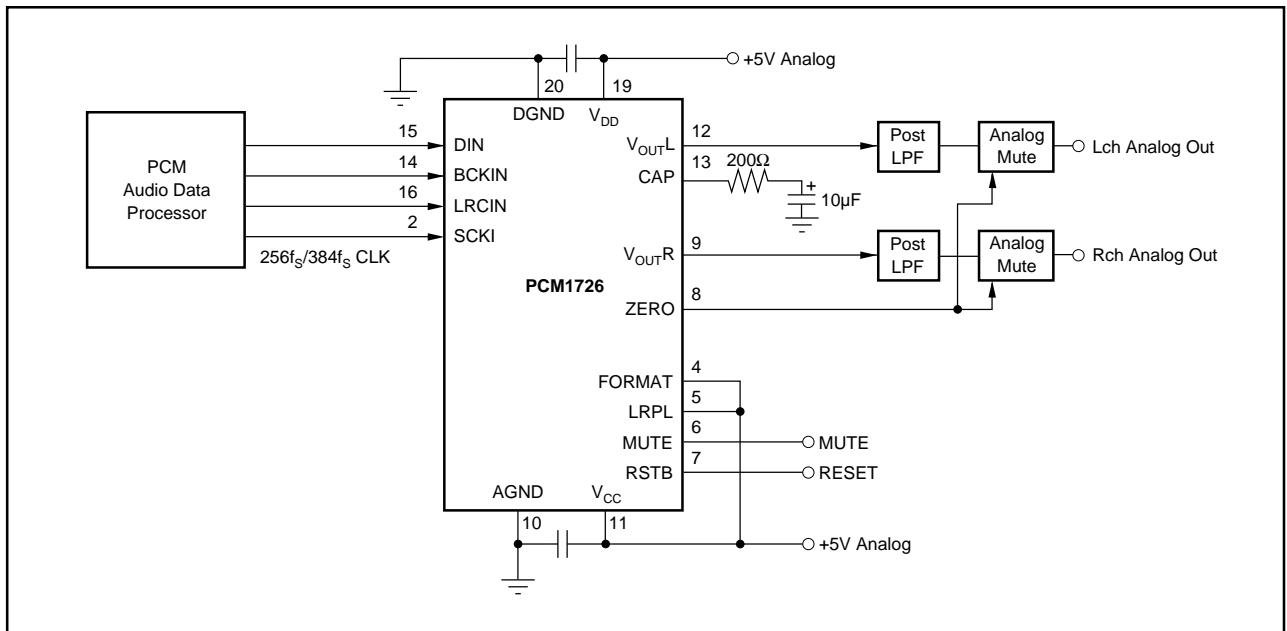 +5V Analog
20
19
DGND
VDD
PCM
Audio Data
Processor
15
DIN
14
BCKIN
16
LRCIN
2
SCKI
256fS/384fS CLK
PCM1726
VOUTL
12
CAP
13
200Ω
+
10µF
VOUTR
9
ZERO
8
Post
LPF
Analog
Mute
Lch Analog Out
Post
LPF
Analog
Mute
Rch Analog Out
FORMAT
4
LRPL
5
MUTE
6
MUTE
RSTB
7
RESET
AGND
VCC
10
11
+5V Analog